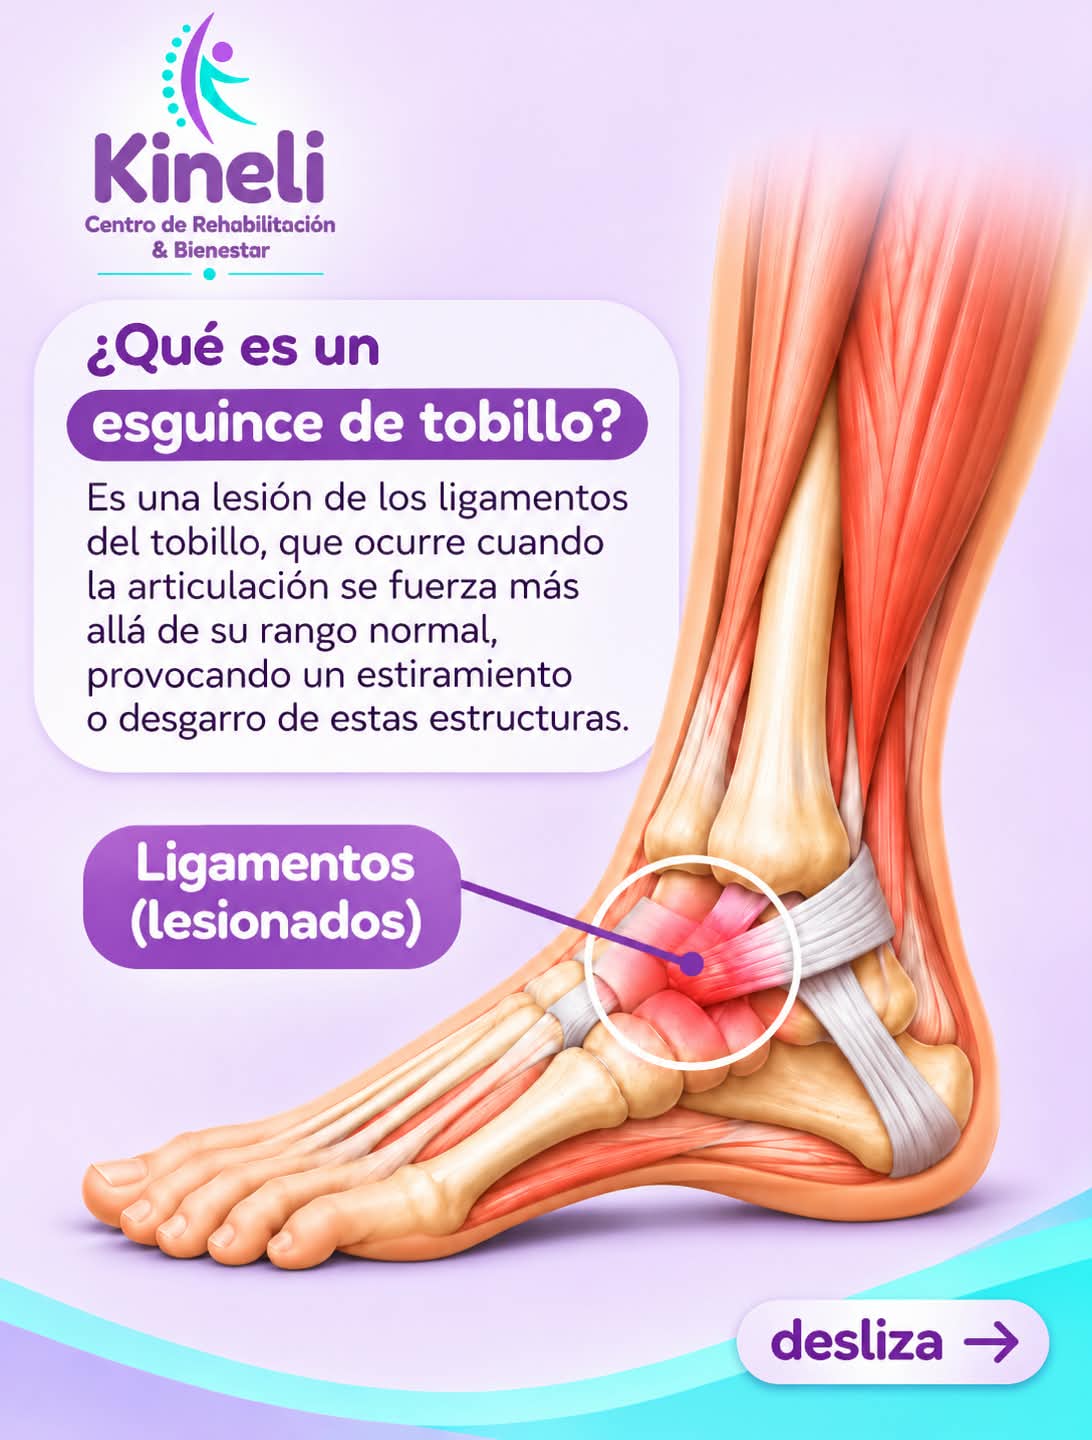 Kineli
Centro de Rehabilitación
& Bienestar
¿Qué es un
esguince de tobillo?
Es una lesión de los ligamentos
del tobillo, que ocurre cuando
la articulación se fuerza más
allá de su rango normal,
provocando un estiramiento
o desgarro de estas estructuras.
Ligamentos
(lesionados)
desliza →